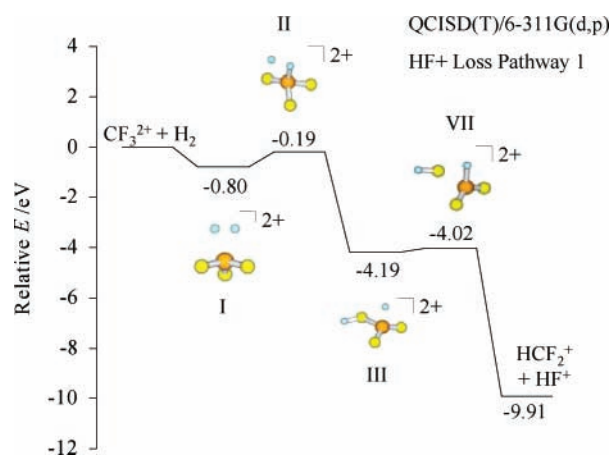 II
QCISD(T)/6-311G(d,p)
HF+ Loss Pathway 1
2+
VII
2+
CF₃²⁺ + H₂
-0.19
-0.80
-4.02
-4.19
2+
I
2+
III
HCF₂⁺
+ HF⁺
-9.91
Relative E /eV
4
2
0
-2
-4
-6
-8
-10
-12